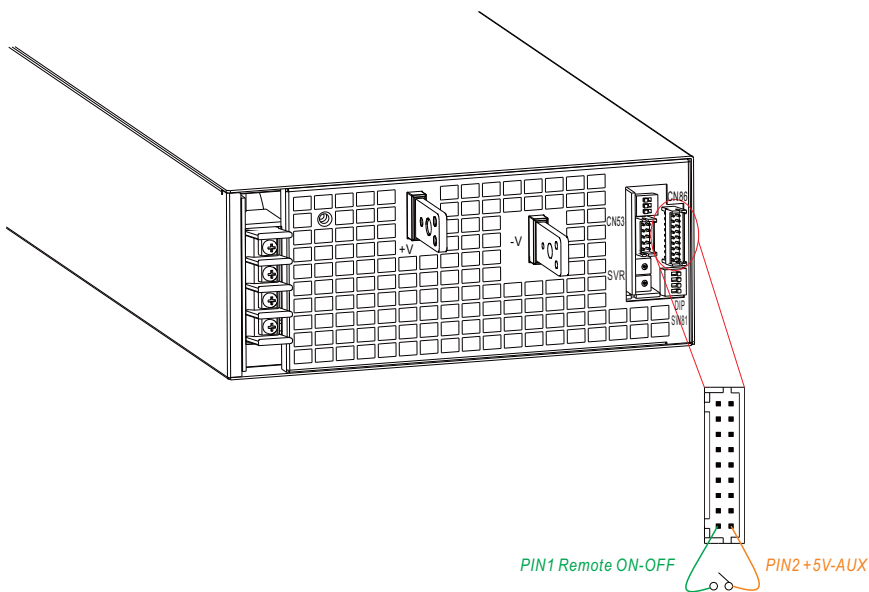 CN86
CN53
+V
-V
SVR
DIP
SW81
PIN1 Remote ON-OFF
PIN2 +5V-AUX